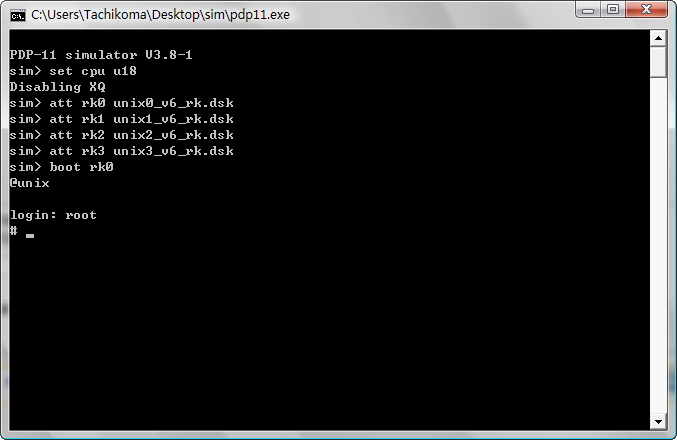 C:\Users\Tachikoma\Desktop\sim\pdp11.exe
PDP-11 simulator V3.8-1
sim> set cpu u18
Disabling XQ
sim> att rk0 unix0_v6_rk.dsk
sim> att rk1 unix1_v6_rk.dsk
sim> att rk2 unix2_v6_rk.dsk
sim> att rk3 unix3_v6_rk.dsk
sim> boot rk0
@unix
login: root
# _